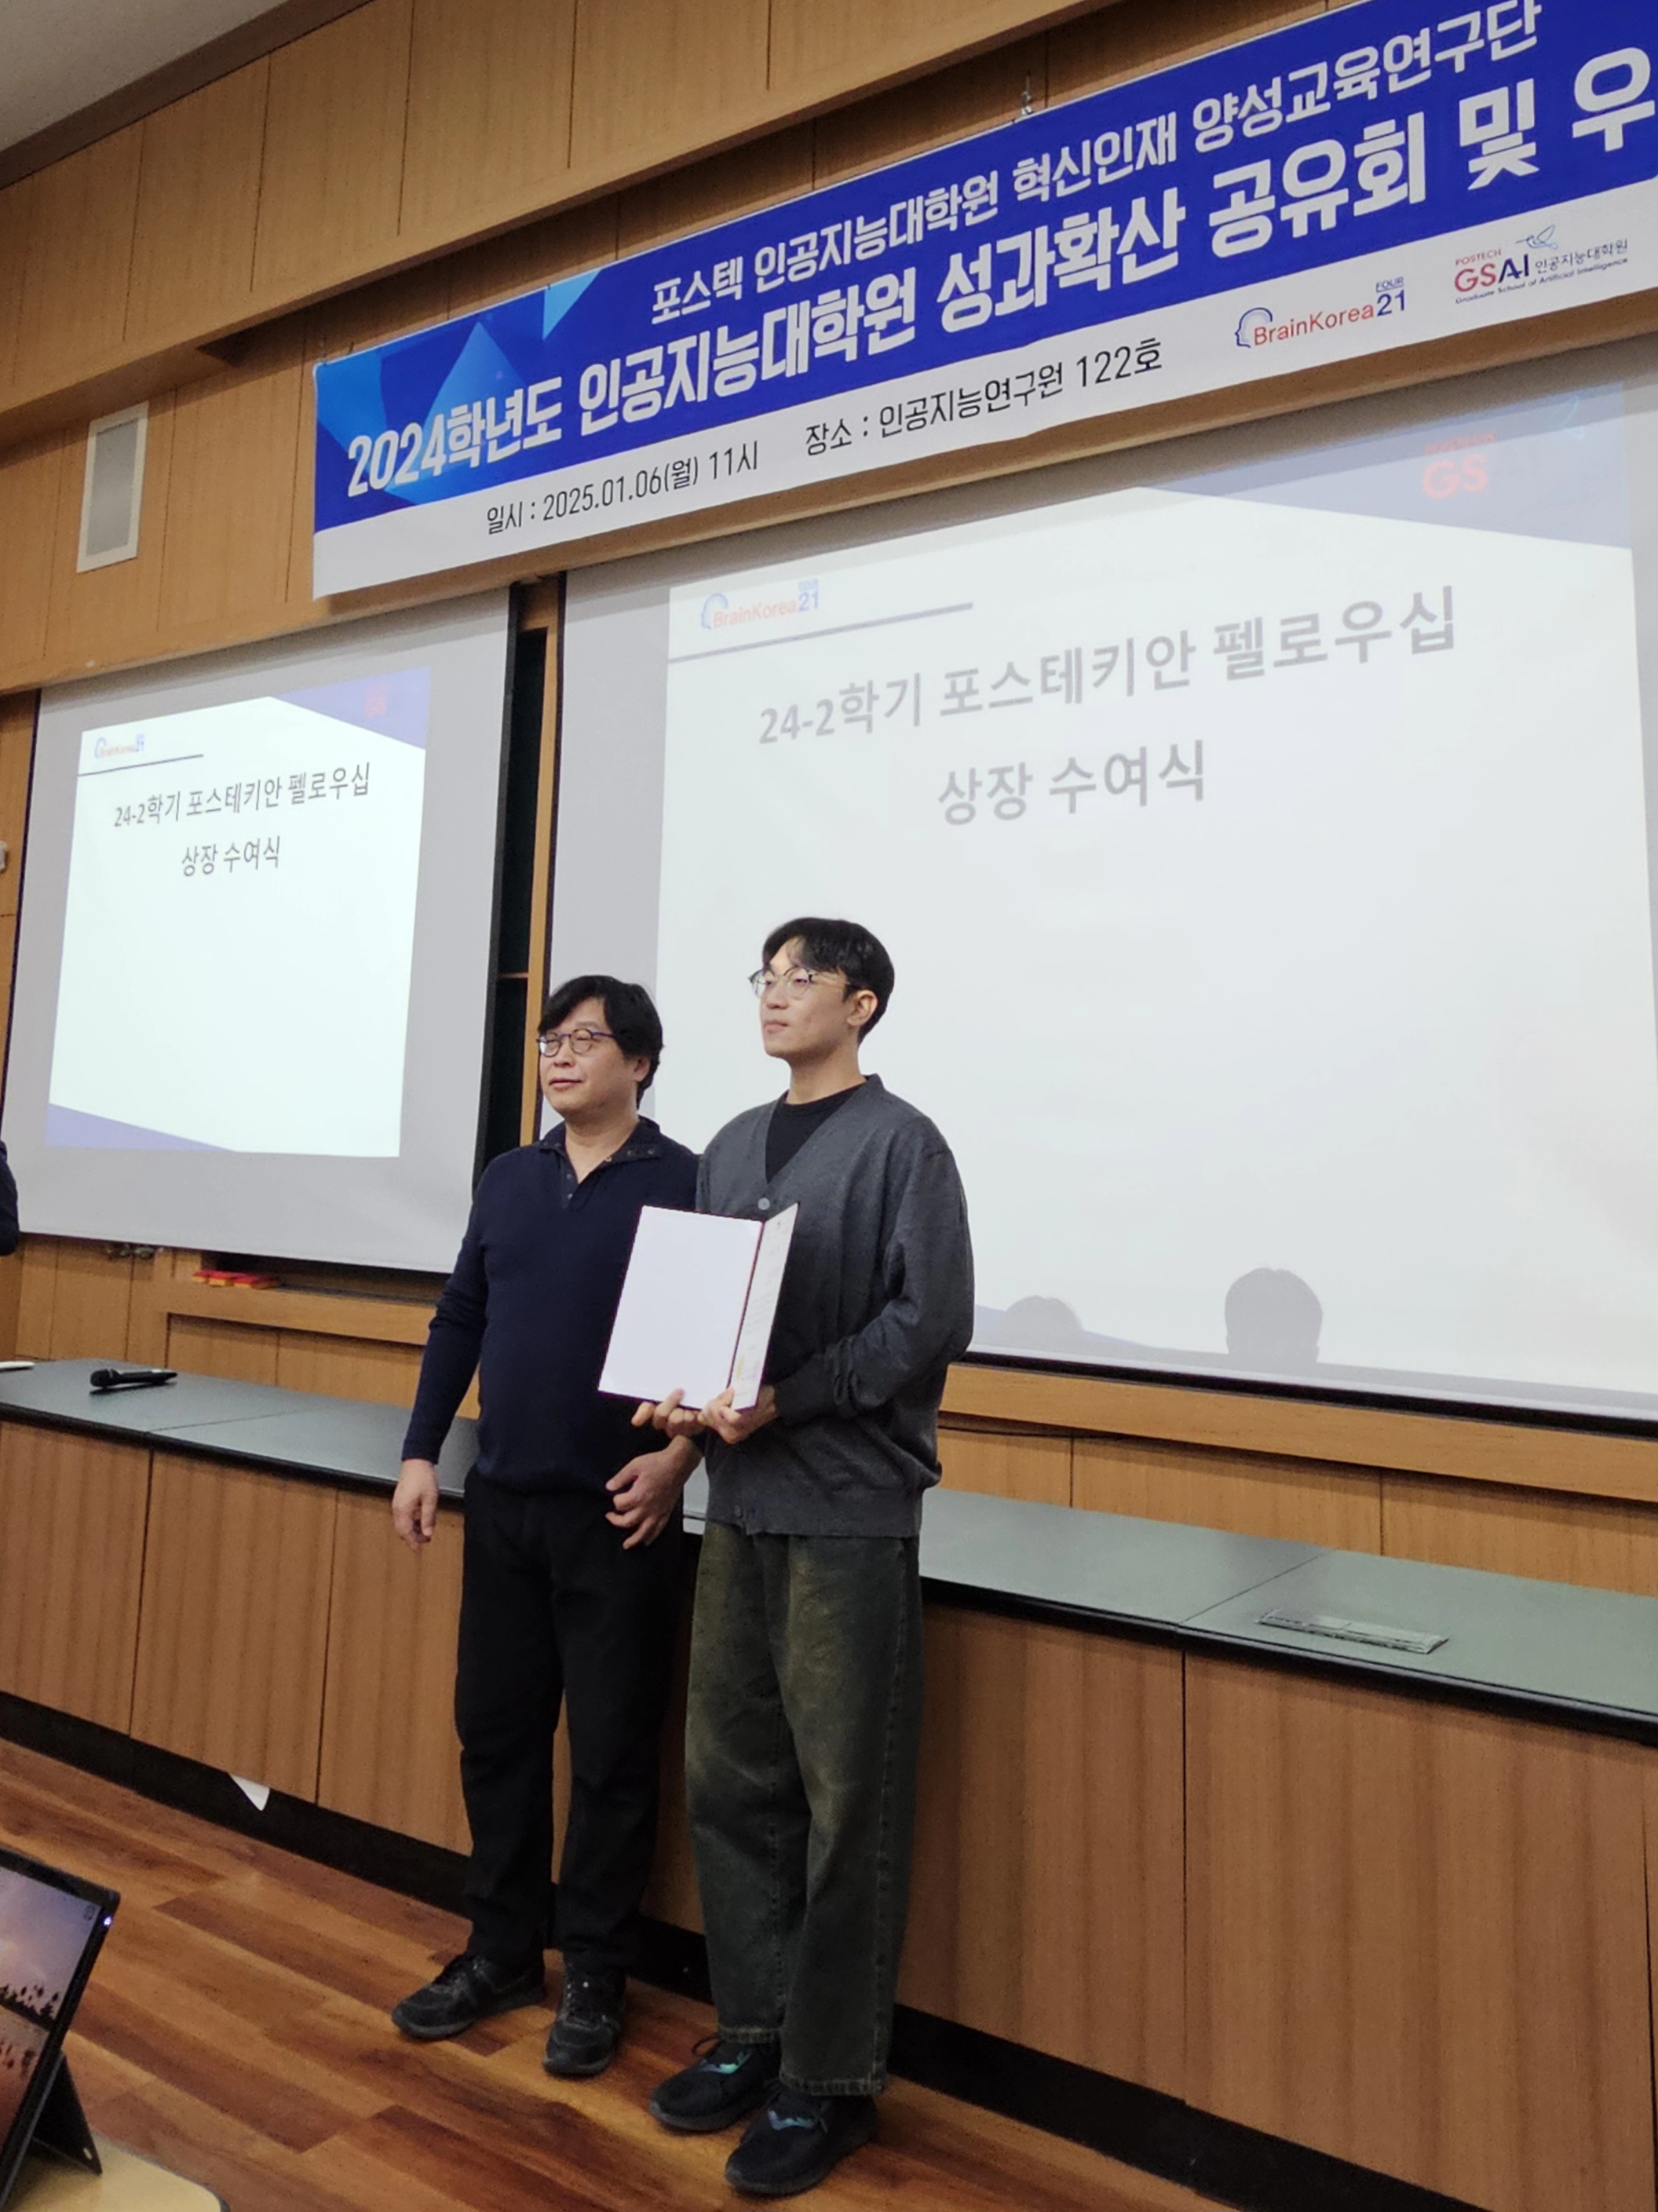 포스텍 인공지능대학원 혁신인재 양성교육연구단
2024학년도 인공지능대학원 성과확산 공유회 및 우
일시 : 2025.01.06(월) 11시 장소 : 인공지능연구원 122호
BrainKorea21 FOUR
POSTECH
GSAI 인공지능대학원
Graduate School of Artificial Intelligence
BrainKorea21
24-2학기 포스테키안 펠로우십
상장 수여식
GS
BrainKorea21
24-2학기 포스테키안 펠로우십
상장 수여식